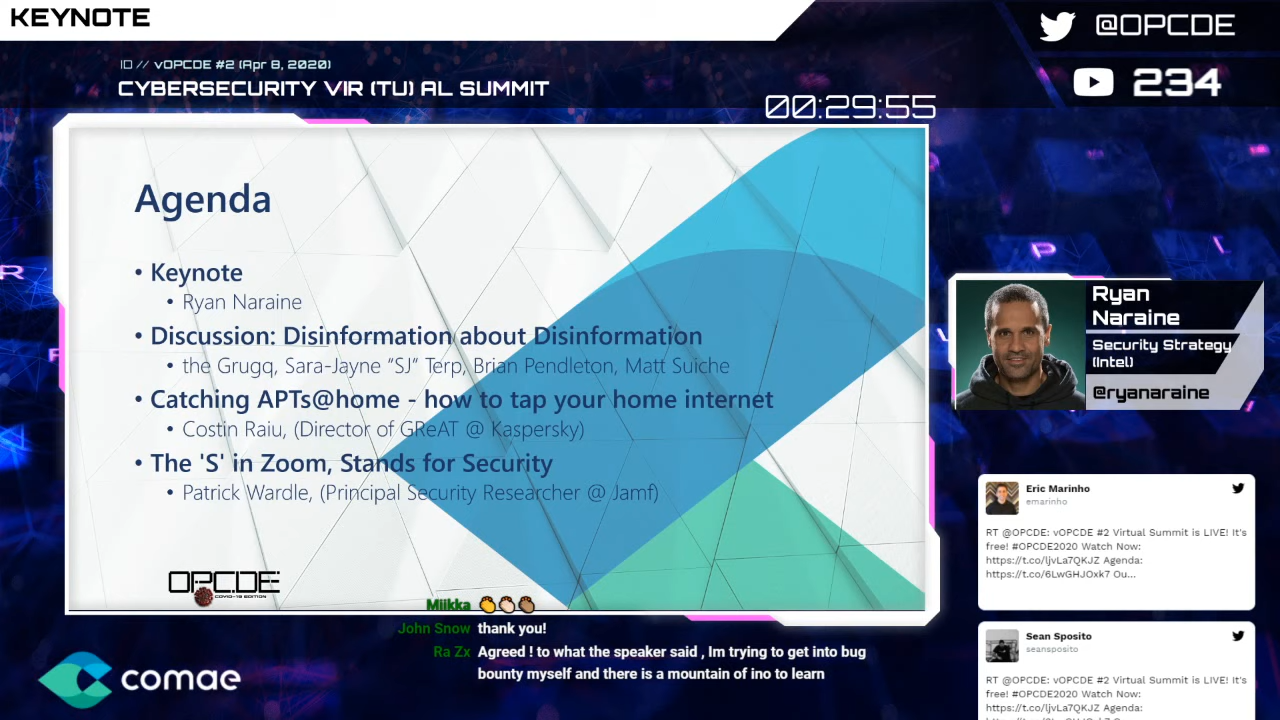 KEYNOTE
@OPCDE
ID // vOPCDE #2 (Apr 8, 2020)
CYBERSECURITY VIR (TU) AL SUMMIT
234
00:29:55
Agenda
• Keynote
• Ryan Naraine
• Discussion: Disinformation about Disinformation
• the Grugq, Sara-Jayne “SJ” Terp, Brian Pendleton, Matt Suiche
• Catching APTs@home - how to tap your home internet
• Costin Raiu, (Director of GReAT @ Kaspersky)
• The 'S' in Zoom, Stands for Security
• Patrick Wardle, (Principal Security Researcher @ Jamf)
OPCDE
COVID-19 EDITION
Ryan
Naraine
Security Strategy
(Intel)
@ryanaraine
Eric Marinho
emarinho
RT @OPCDE: vOPCDE #2 Virtual Summit is LIVE! It's
free! #OPCDE2020 Watch Now:
https://t.co/ljvLa7QKJZ Agenda:
https://t.co/6LwGHJOxk7 Ou...
Sean Sposito
seansposito
RT @OPCDE: vOPCDE #2 Virtual Summit is LIVE! It's
free! #OPCDE2020 Watch Now:
https://t.co/ljvLa7QKJZ Agenda:
Miikka 👏👏🏻👏🏽
John Snow thank you!
Ra Zx Agreed ! to what the speaker said , Im trying to get into bug
bounty myself and there is a mountain of ino to learn
comae